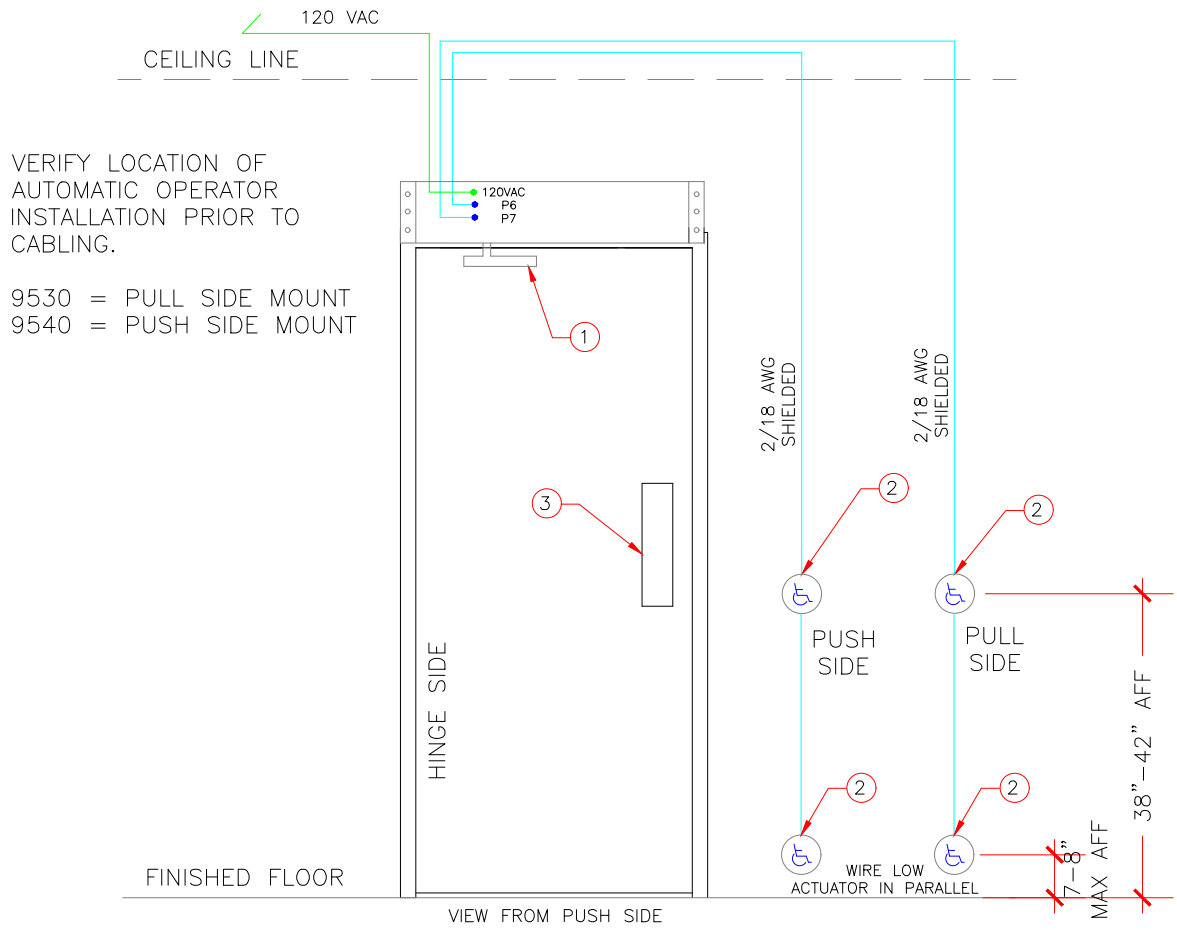 120 VAC
CEILING LINE
VERIFY LOCATION OF
AUTOMATIC OPERATOR
INSTALLATION PRIOR TO
CABLING.
9530 = PULL SIDE MOUNT
9540 = PUSH SIDE MOUNT
120VAC
P6
P7
1
2/18 AWG
SHIELDED
2/18 AWG
SHIELDED
3
2
2
PUSH
SIDE
PULL
SIDE
HINGE SIDE
38"-42" AFF
2
2
7-8"
MAX AFF
WIRE LOW
ACTUATOR IN PARALLEL
FINISHED FLOOR
VIEW FROM PUSH SIDE